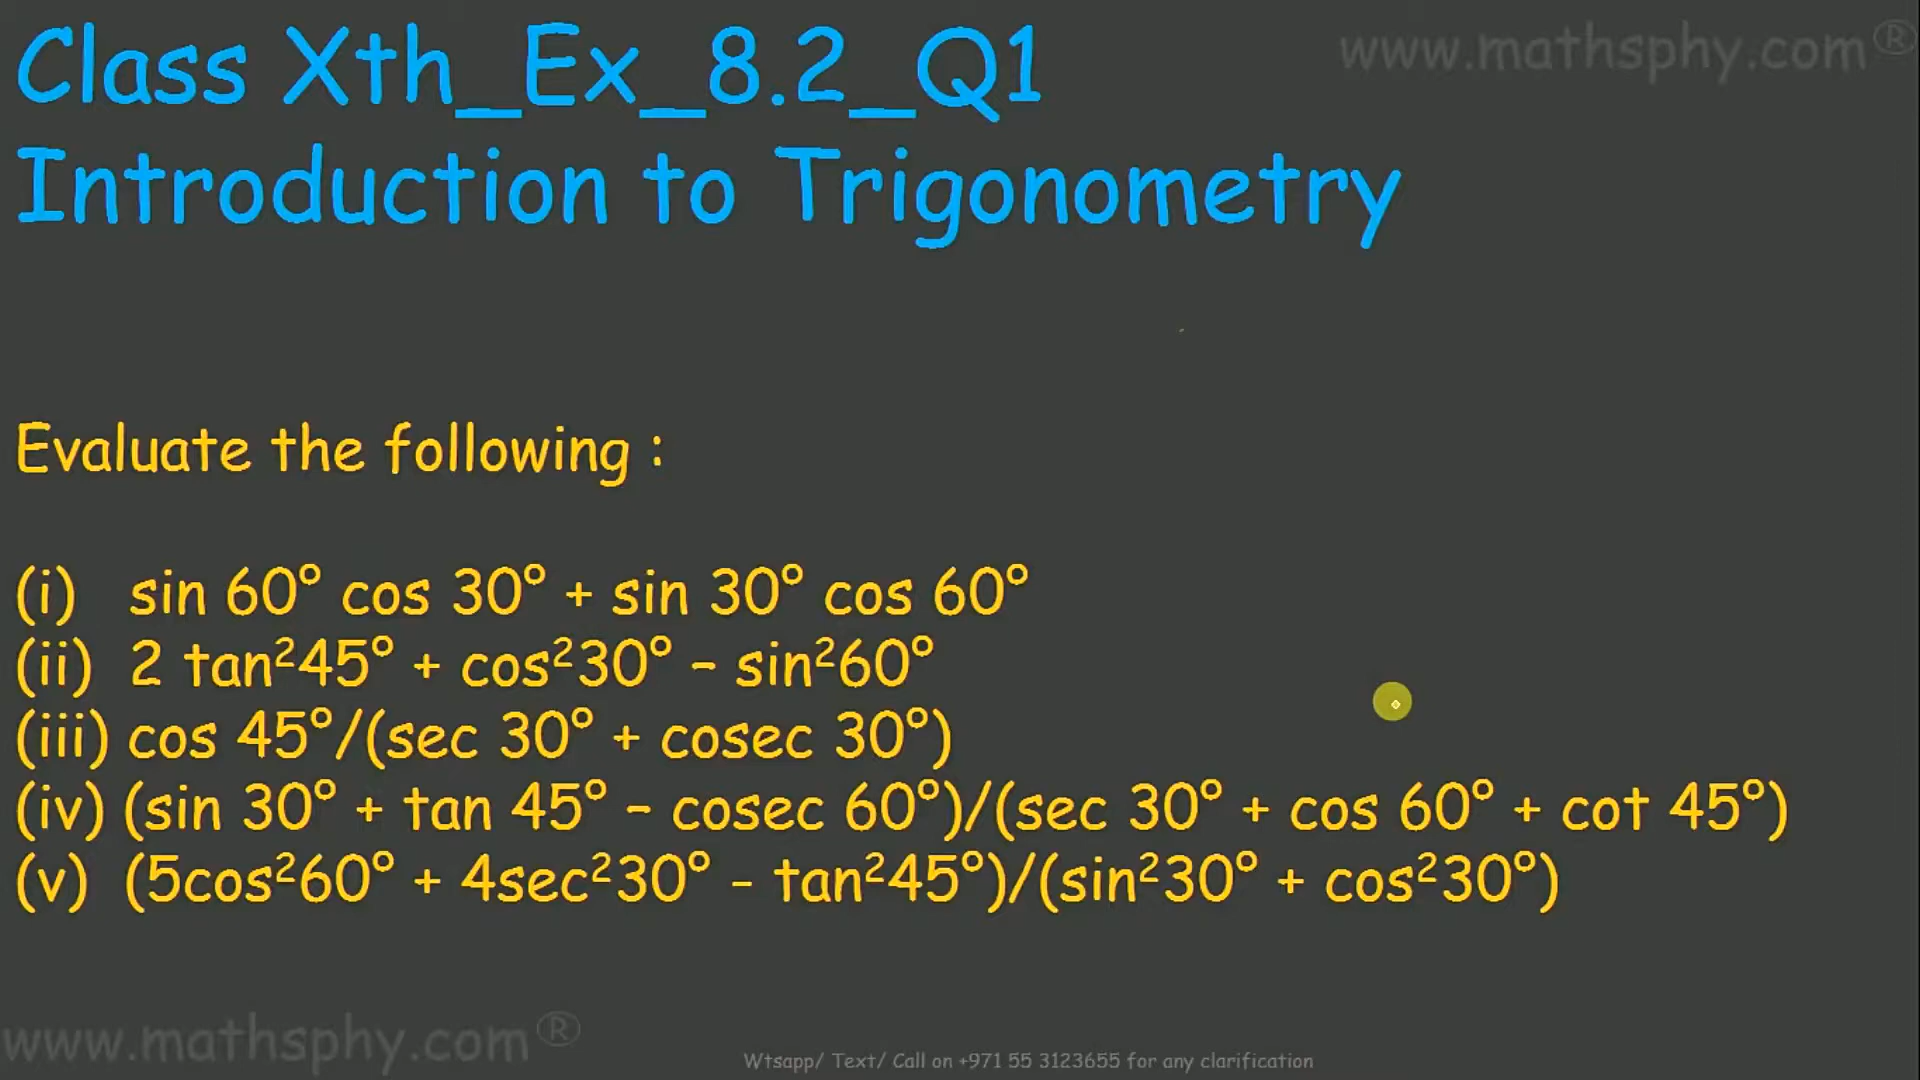 Class Xth_Ex_8.2_Q1
www.mathsphy.com®
Introduction to Trigonometry
Evaluate the following :
(i) sin 60° cos 30° + sin 30° cos 60°
(ii) 2 tan²45° + cos²30° – sin²60°
(iii) cos 45°/(sec 30° + cosec 30°)
(iv) (sin 30° + tan 45° – cosec 60°)/(sec 30° + cos 60° + cot 45°)
(v) (5cos²60° + 4sec²30° - tan²45°)/(sin²30° + cos²30°)
www.mathsphy.com®
Wtsapp/ Text/ Call on +971 55 3123655 for any clarification